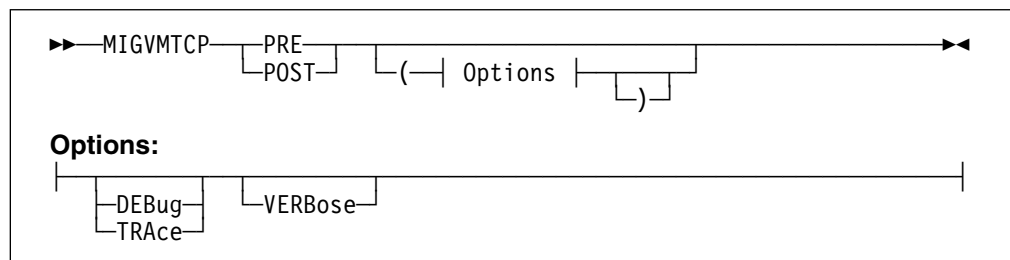 MIGVMTCP PRE
POST ( Options
)
Options:
DEBug VERBose
TRAce